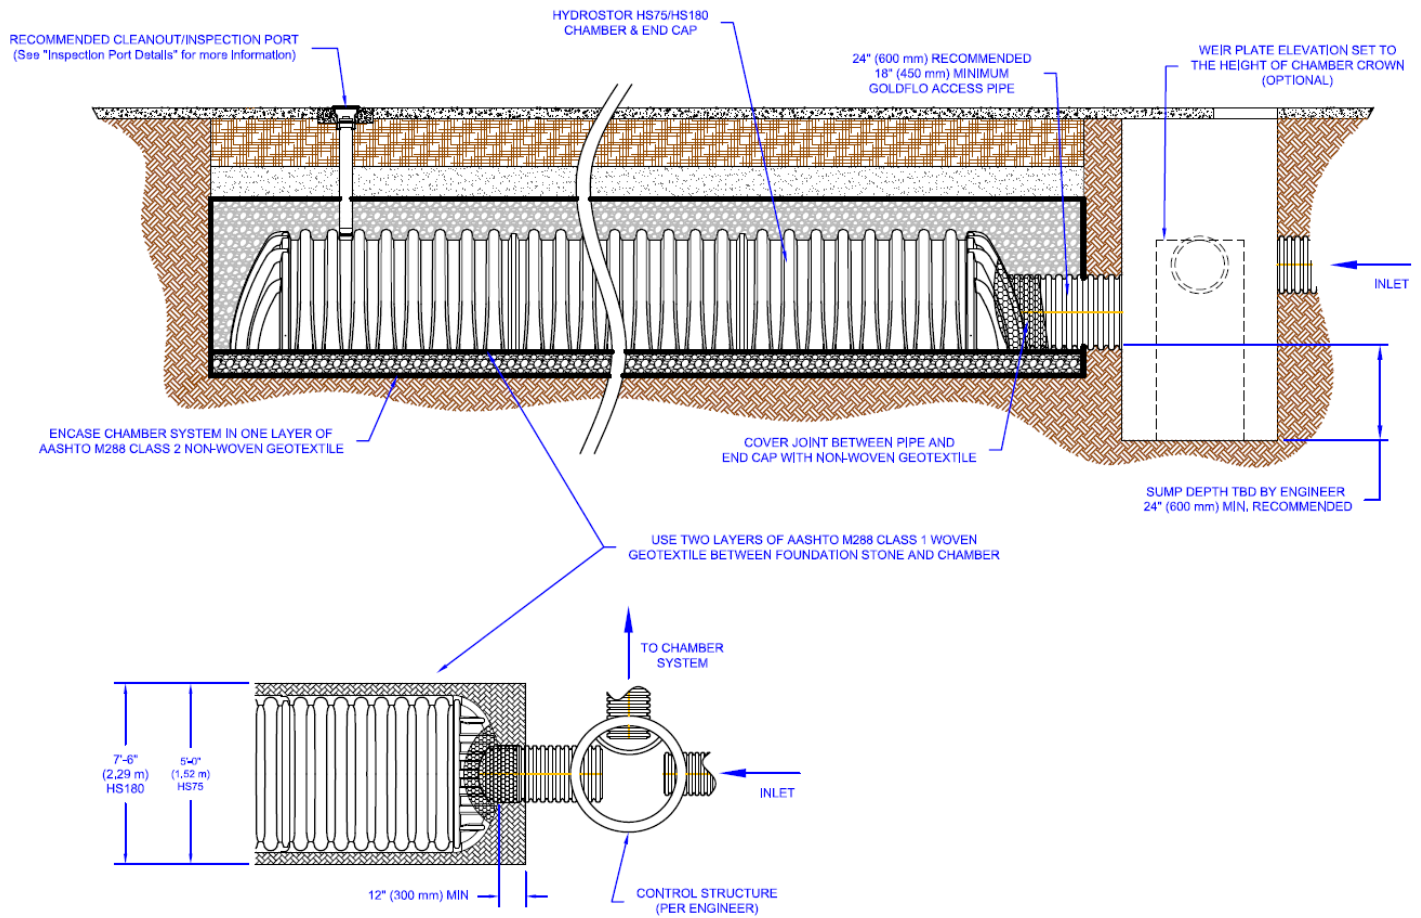 HYDROSTOR HS75/HS180
CHAMBER & END CAP
RECOMMENDED CLEANOUT/INSPECTION PORT
(See "Inspection Port Details" for more information)
24" (600 mm) RECOMMENDED
18" (450 mm) MINIMUM
GOLDFLO ACCESS PIPE
WEIR PLATE ELEVATION SET TO
THE HEIGHT OF CHAMBER CROWN
(OPTIONAL)
INLET
ENCASE CHAMBER SYSTEM IN ONE LAYER OF
AASHTO M288 CLASS 2 NON-WOVEN GEOTEXTILE
COVER JOINT BETWEEN PIPE AND
END CAP WITH NON-WOVEN GEOTEXTILE
SUMP DEPTH TBD BY ENGINEER
24" (600 mm) MIN. RECOMMENDED
USE TWO LAYERS OF AASHTO M288 CLASS 1 WOVEN
GEOTEXTILE BETWEEN FOUNDATION STONE AND CHAMBER
TO CHAMBER
SYSTEM
7'-6"
(2,29 m)
HS180
5'-0"
(1,52 m)
HS75
INLET
12" (300 mm) MIN
CONTROL STRUCTURE
(PER ENGINEER)